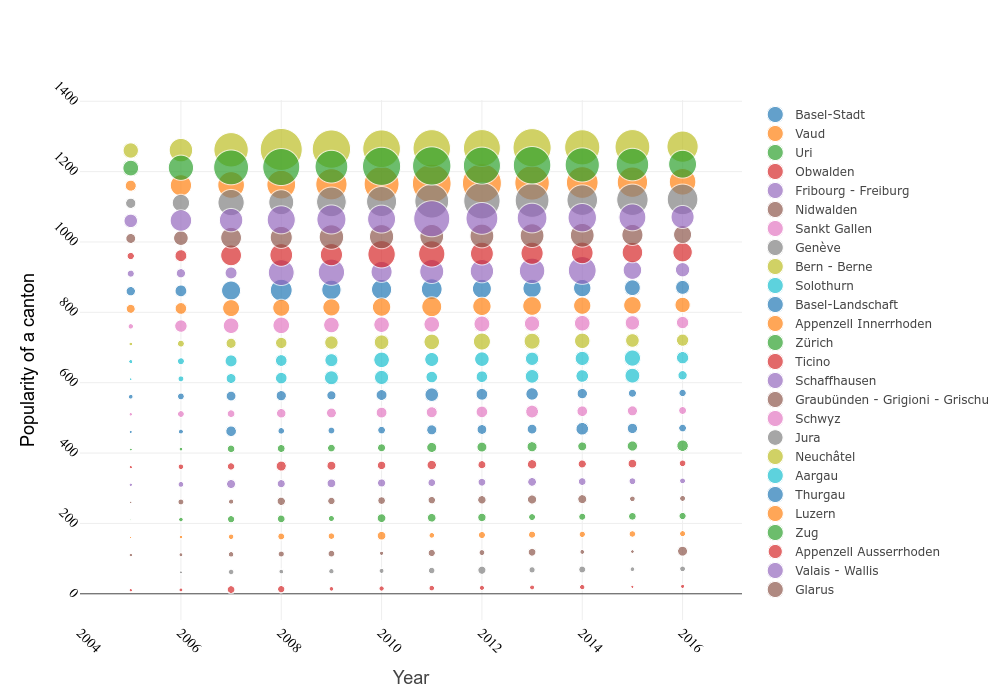 1400
1200
1000
800
600
400
200
0
Popularity of a canton
2004
2006
2008
2010
2012
2014
2016
Year
Basel-Stadt
Vaud
Uri
Obwalden
Fribourg - Freiburg
Nidwalden
Sankt Gallen
Genève
Bern - Berne
Solothurn
Basel-Landschaft
Appenzell Innerrhoden
Zürich
Ticino
Schaffhausen
Graubünden - Grigioni - Grischu
Schwyz
Jura
Neuchâtel
Aargau
Thurgau
Luzern
Zug
Appenzell Ausserrhoden
Valais - Wallis
Glarus